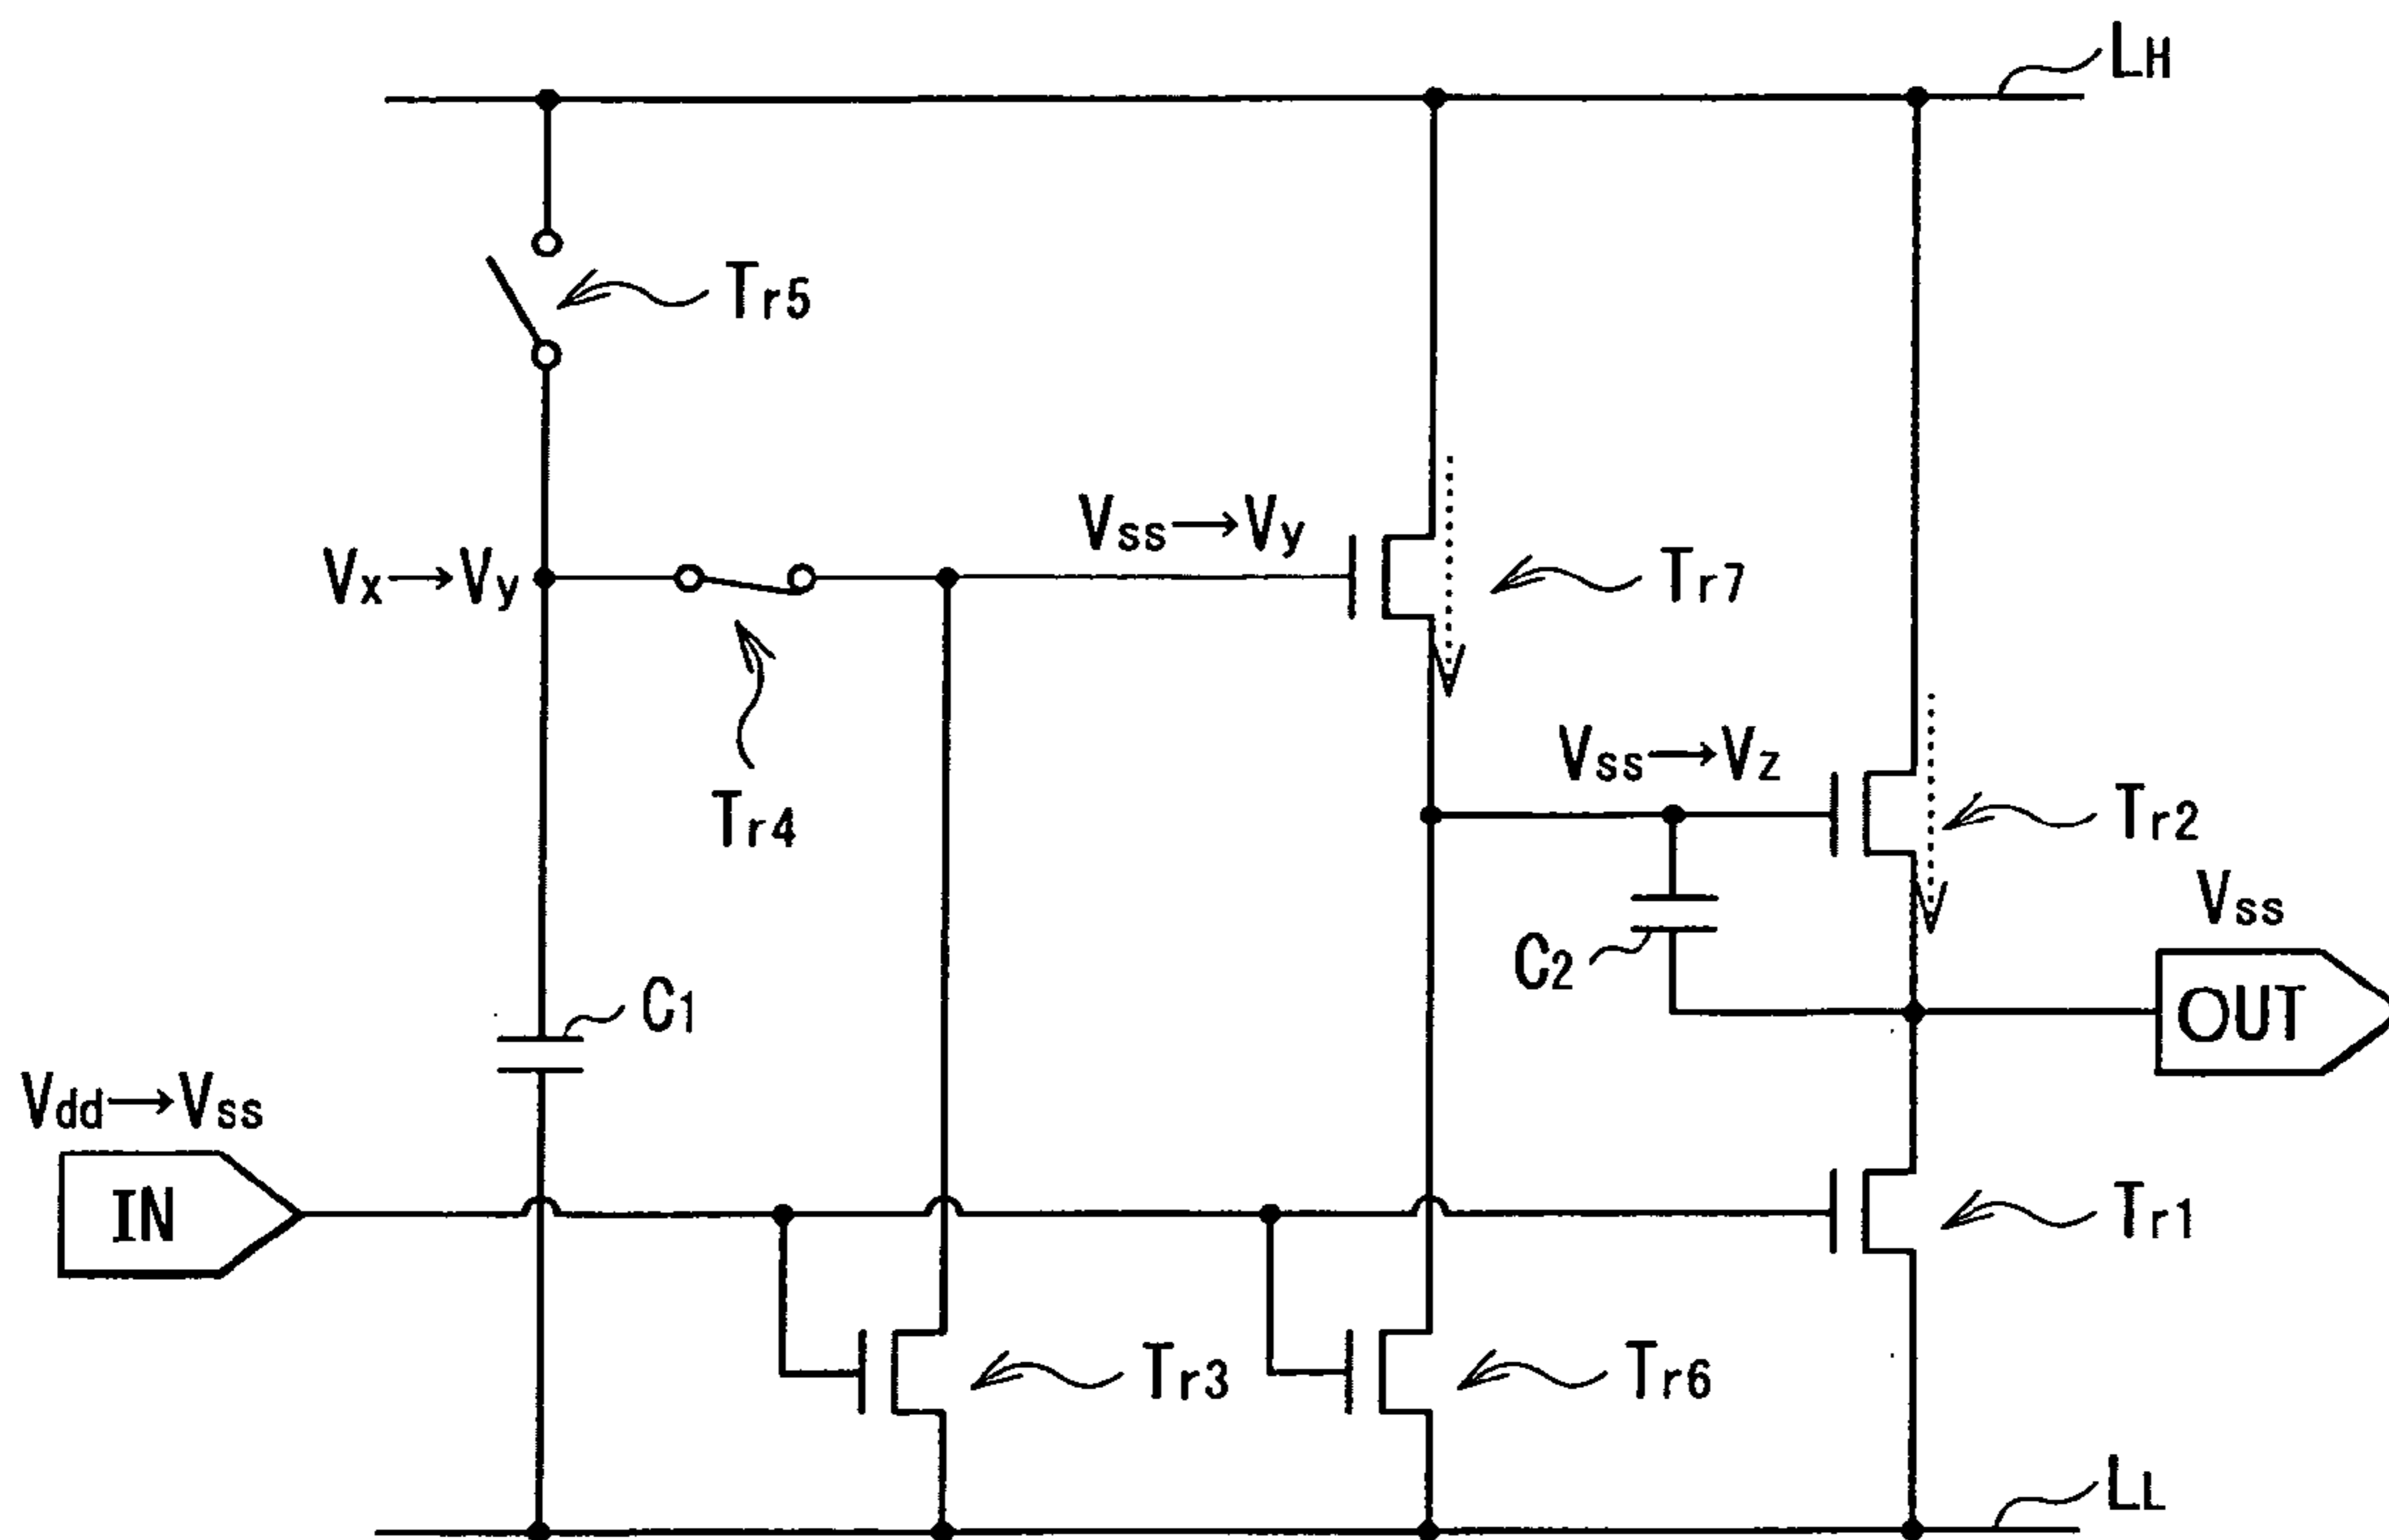 LH
Tr5
Vss→Vy
Vx→Vy
Tr7
Tr4
Vss→Vz
Tr2
Vss
C2
OUT
C1
Vdd→Vss
IN
Tr1
Tr3
Tr6
LL